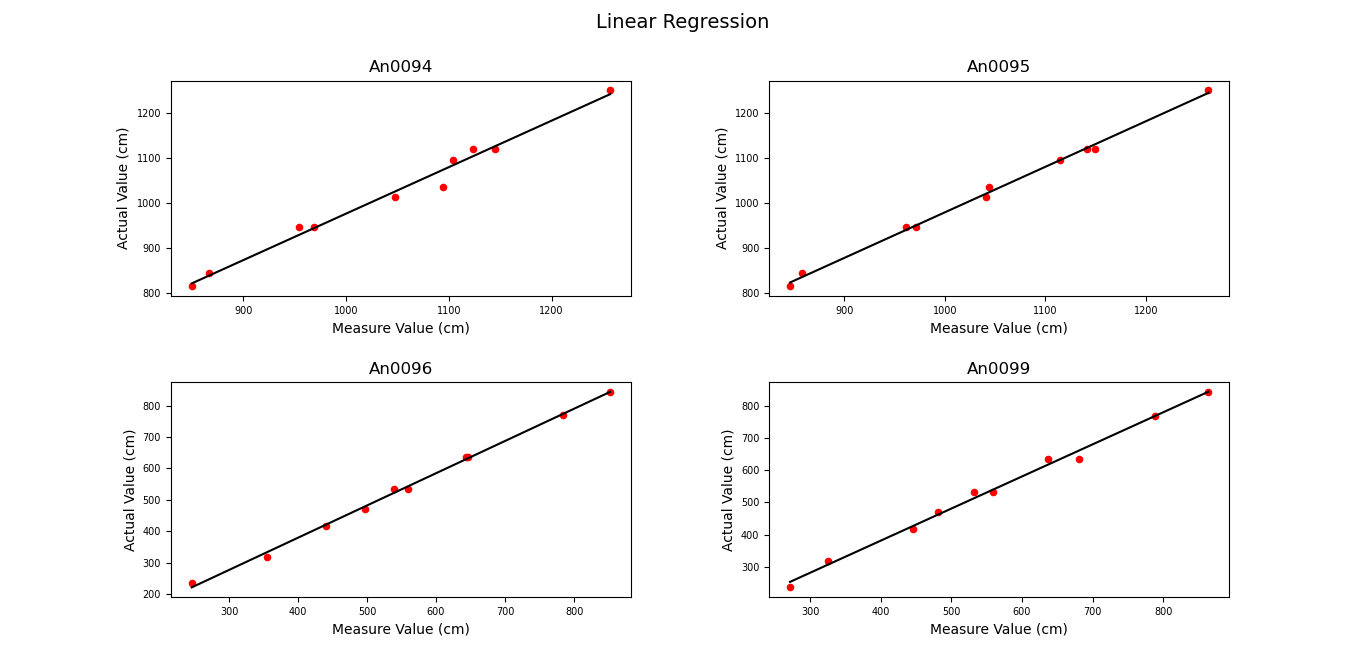 Linear Regression
An0094
An0095
Actual Value (cm)
1200
1100
1000
900
800
900 1000 1100 1200
Measure Value (cm)
Actual Value (cm)
1200
1100
1000
900
800
900 1000 1100 1200
Measure Value (cm)
An0096
An0099
Actual Value (cm)
800
700
600
500
400
300
200
300 400 500 600 700 800
Measure Value (cm)
Actual Value (cm)
800
700
600
500
400
300
300 400 500 600 700 800
Measure Value (cm)